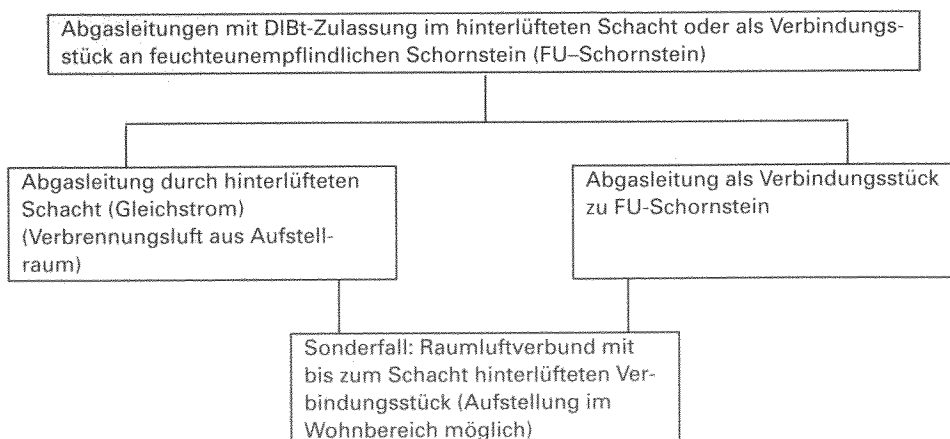 Abgasleitungen mit DIBt-Zulassung im hinterlüfteten Schacht oder als Verbindungs-
stück an feuchteunempflindlichen Schornstein (FU–Schornstein)
Abgasleitung durch hinterlüfteten
Schacht (Gleichstrom)
(Verbrennungsluft aus Aufstell-
raum)
Abgasleitung als Verbindungsstück
zu FU-Schornstein
Sonderfall: Raumluftverbund mit
bis zum Schacht hinterlüfteten Ver-
bindungsstück (Aufstellung im
Wohnbereich möglich)